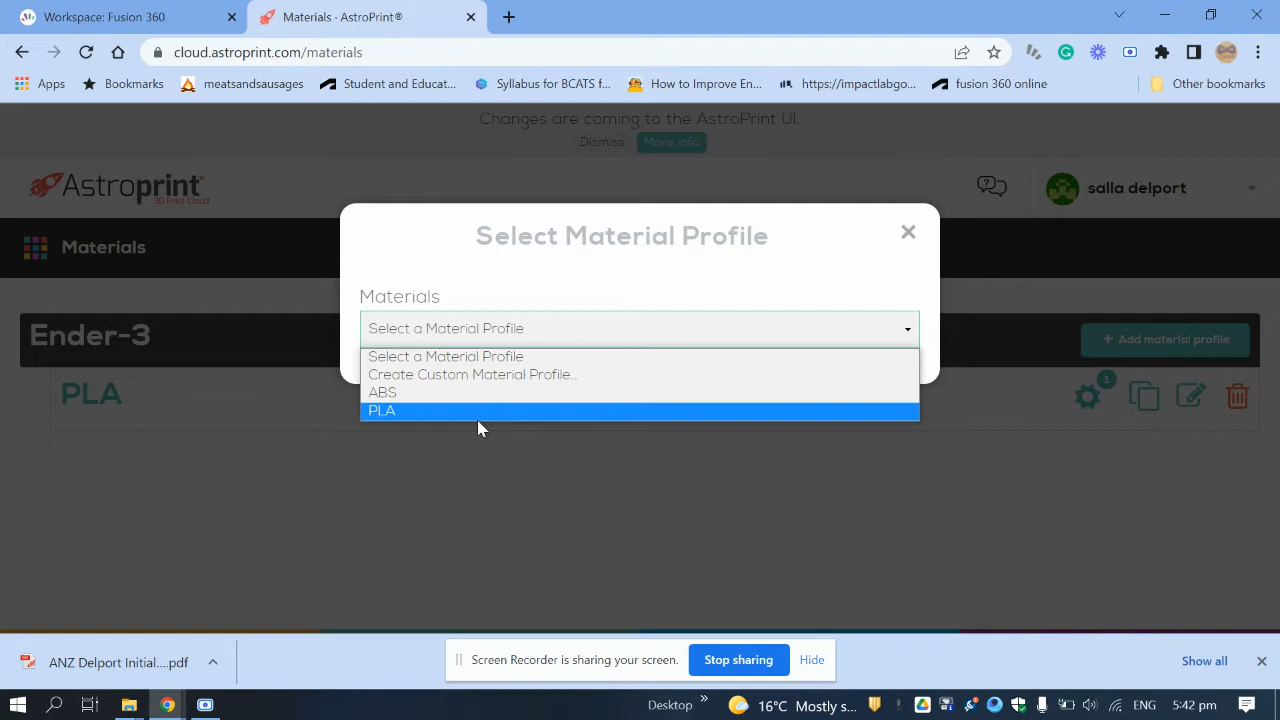 Workspace: Fusion 360
Materials - AstroPrint®
cloud.astroprint.com/materials
Apps
Bookmarks
meatsandsausages
Student and Educat...
Syllabus for BCATS f...
How to Improve En...
https://impactlabgo...
fusion 360 online
Other bookmarks
Changes are coming to the AstroPrint UI.
Dismiss
More info
Astroprint
3D Print Cloud
salla delport
Materials
Select Material Profile
Materials
Select a Material Profile
Select a Material Profile
Create Custom Material Profile...
ABS
PLA
Ender-3
+ Add material profile
PLA
1
ANZ Delport Initial....pdf
Screen Recorder is sharing your screen.
Stop sharing
Hide
Show all
Desktop
16°C Mostly s...
ENG
5:42 pm